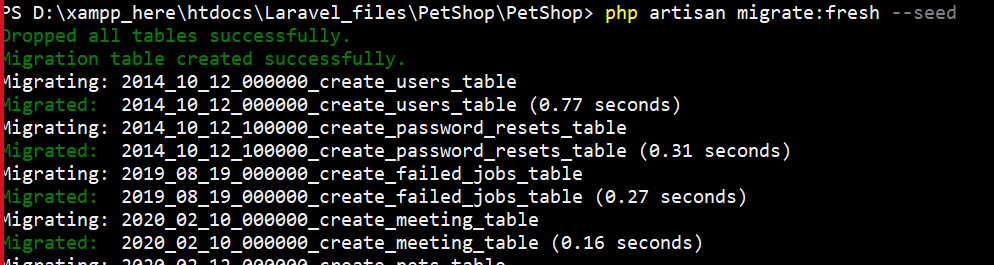 PS D:\xampp_here\htdocs\Laravel_files\PetShop\PetShop> php artisan migrate:fresh --seed
Dropped all tables successfully.
Migration table created successfully.
Migrating: 2014_10_12_000000_create_users_table
Migrated:  2014_10_12_000000_create_users_table (0.77 seconds)
Migrating: 2014_10_12_100000_create_password_resets_table
Migrated:  2014_10_12_100000_create_password_resets_table (0.31 seconds)
Migrating: 2019_08_19_000000_create_failed_jobs_table
Migrated:  2019_08_19_000000_create_failed_jobs_table (0.27 seconds)
Migrating: 2020_02_10_000000_create_meeting_table
Migrated:  2020_02_10_000000_create_meeting_table (0.16 seconds)
Migrating: 2020_02_12_000000_create_pets_table